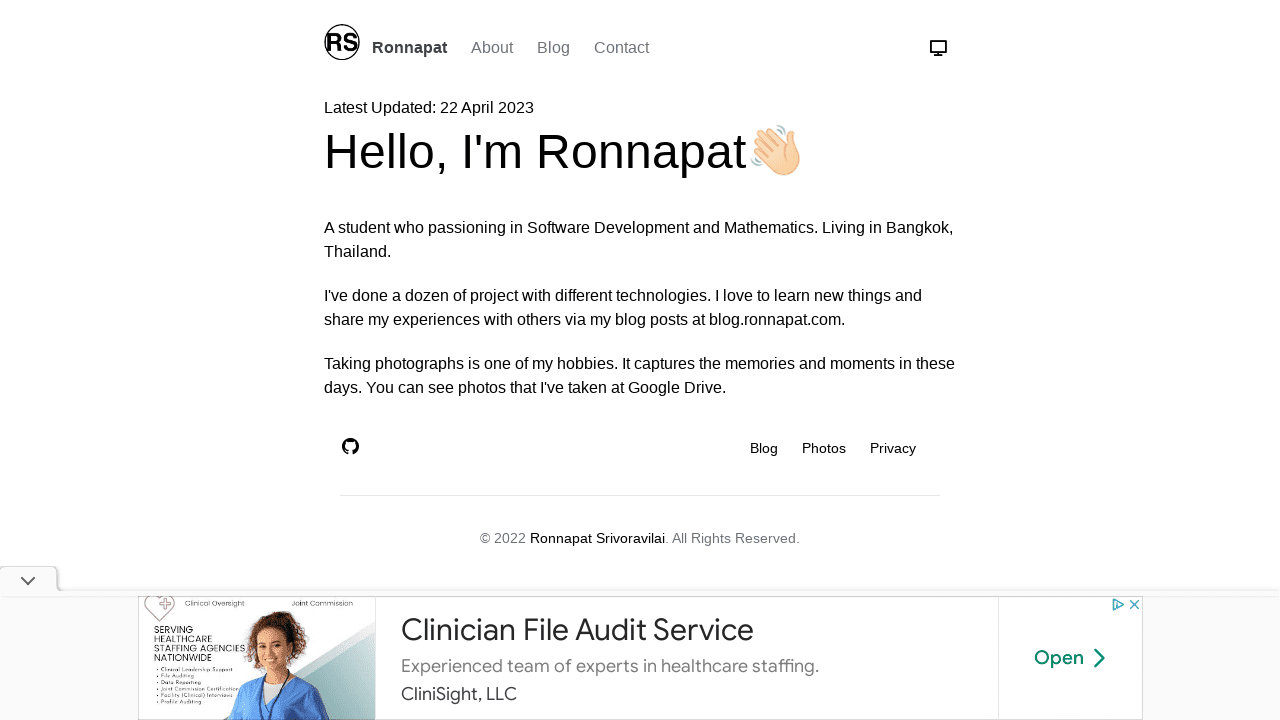 RS Ronnapat About Blog Contact
Latest Updated: 22 April 2023
Hello, I'm Ronnapat👋🏻
A student who passioning in Software Development and Mathematics. Living in Bangkok,
Thailand.
I've done a dozen of project with different technologies. I love to learn new things and
share my experiences with others via my blog posts at blog.ronnapat.com.
Taking photographs is one of my hobbies. It captures the memories and moments in these
days. You can see photos that I've taken at Google Drive.
Blog Photos Privacy
© 2022 Ronnapat Srivoravilai. All Rights Reserved.
Clinical Oversight Joint Commission
SERVING
HEALTHCARE
STAFFING AGENCIES
NATIONWIDE
• Clinical Leadership Support
• File Auditing
• Data Reporting
• Joint Commission Certification
• Facility (Clinical) Interviews
• Profile Auditing
Clinician File Audit Service
Experienced team of experts in healthcare staffing.
CliniSight, LLC
Open